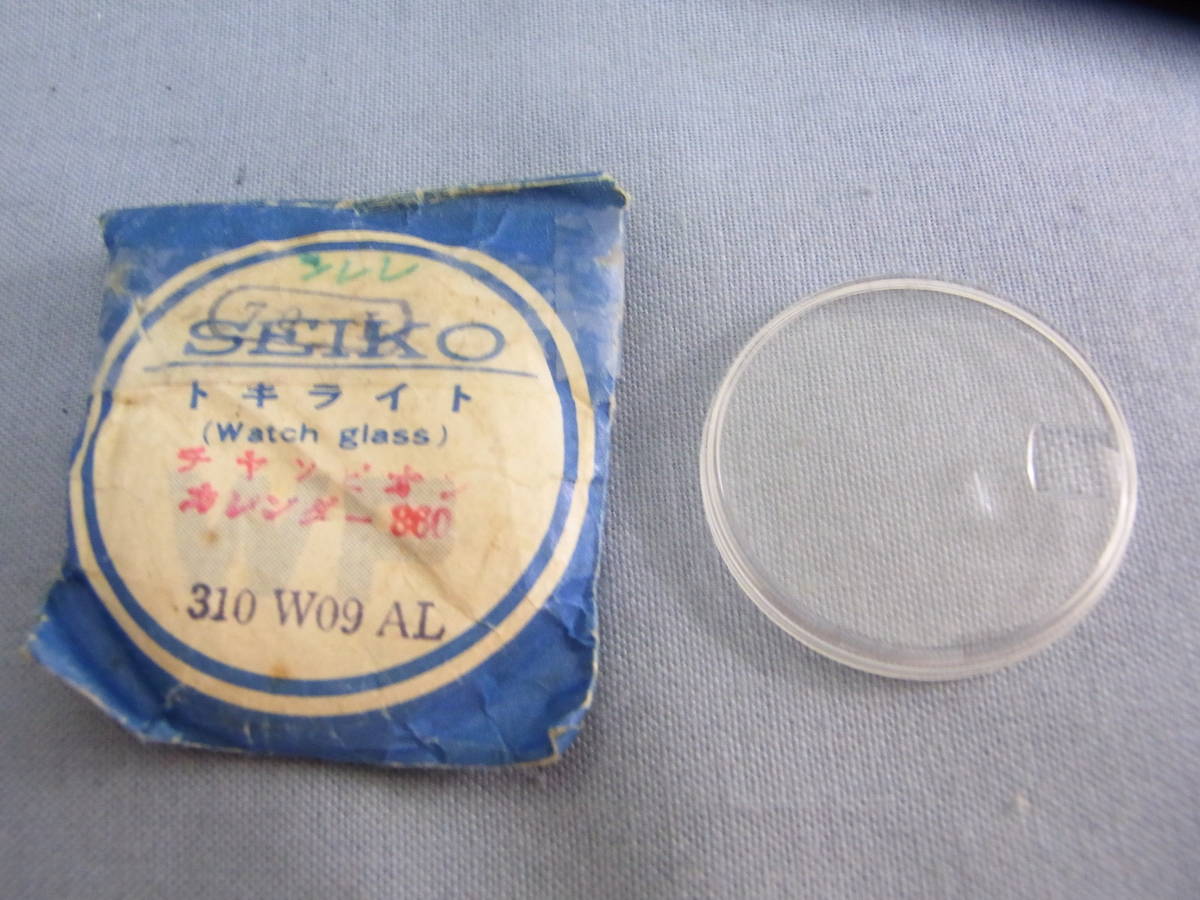 SEIKO
トキライト
(Watch glass)
チャンピオン
カレンダー 860
310 W09 AL